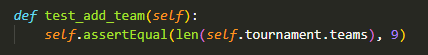 def test_add_team(self):
    self.assertEqual(len(self.tournament.teams), 9)